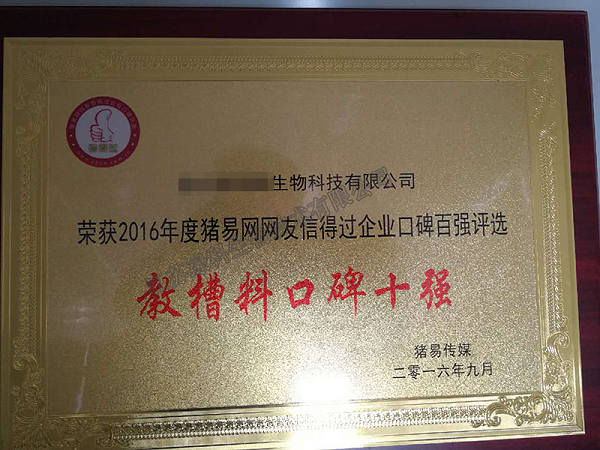 生物科技有限公司
荣获2016年度猪易网网友信得过企业口碑百强评选
教槽料口碑十强
猪易传媒
二零一六年九月